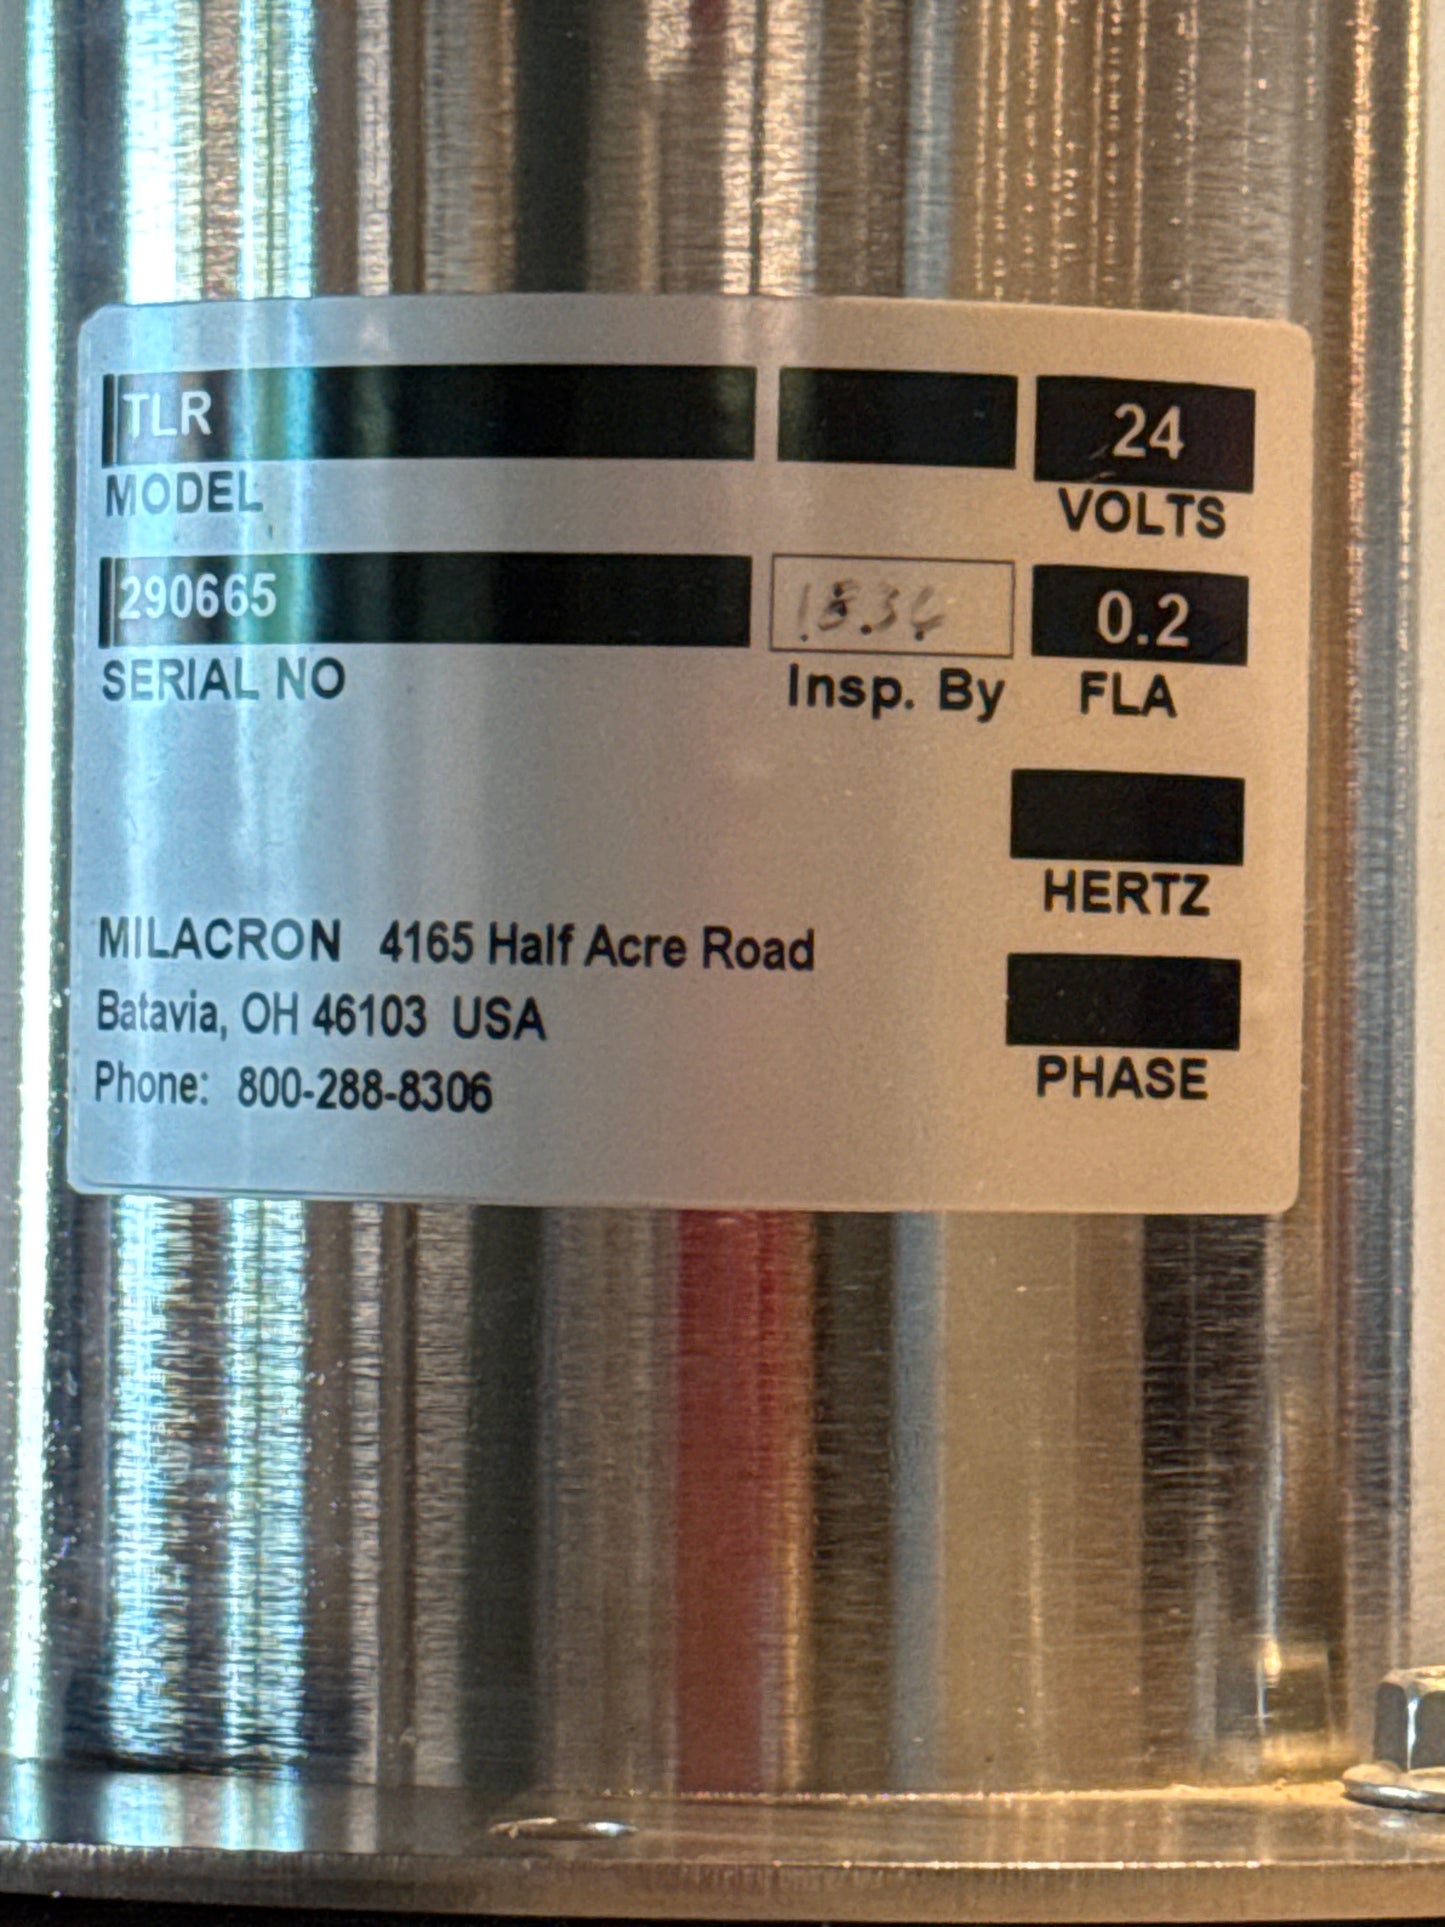 TLR 24
MODEL VOLTS
290665 1834 0.2
SERIAL NO Insp. By FLA
HERTZ
MILACRON 4165 Half Acre Road
Batavia, OH 46103 USA
PHASE
Phone: 800-288-8306